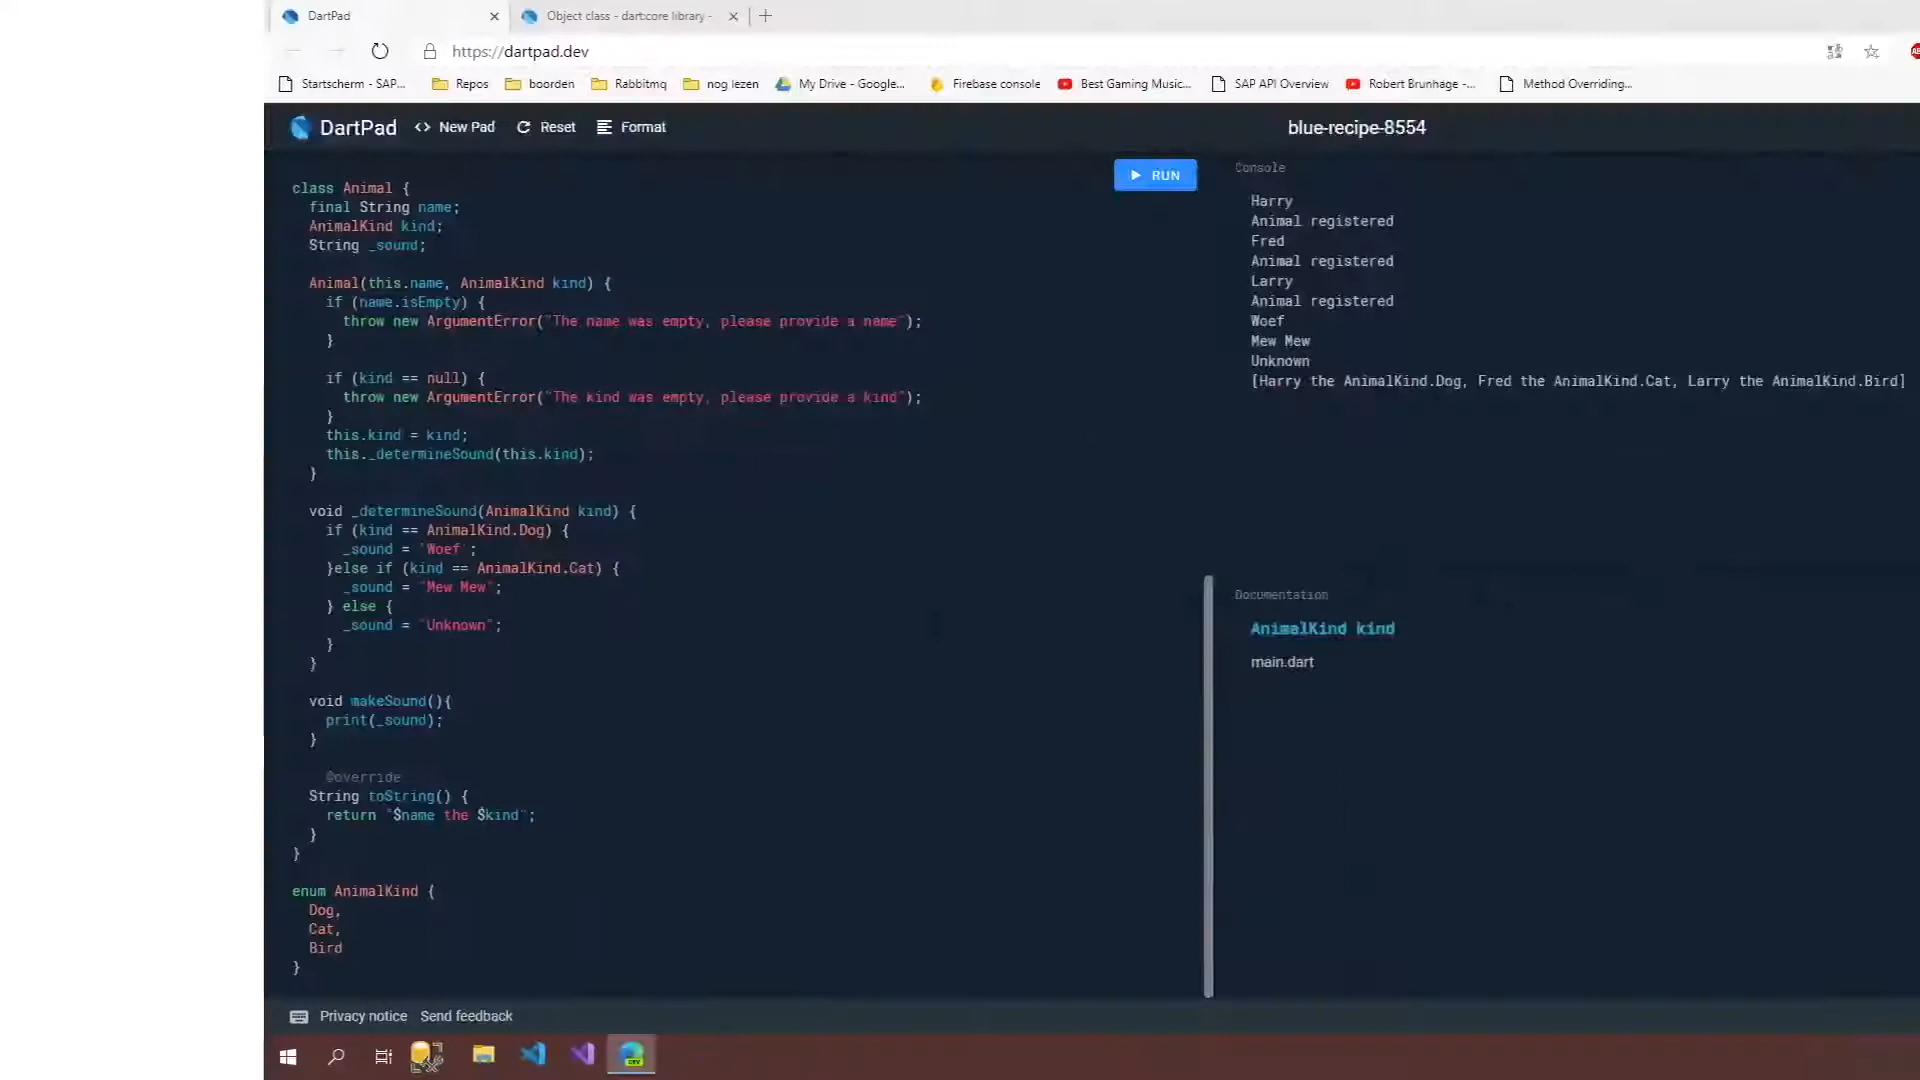 DartPad
Object class - dart:core library -
https://dartpad.dev
Startscherm - SAP...
Repos
boorden
Rabbitmq
nog lezen
My Drive - Google...
Firebase console
Best Gaming Music...
SAP API Overview
Robert Brunhage -...
Method Overriding...
DartPad
<> New Pad
Reset
Format
blue-recipe-8554
class Animal {
final String name;
AnimalKind kind;
String _sound;
Animal(this.name, AnimalKind kind) {
if (name.isEmpty) {
throw new ArgumentError("The name was empty, please provide a name");
}
if (kind == null) {
throw new ArgumentError("The kind was empty, please provide a kind");
}
this.kind = kind;
this._determineSound(this.kind);
}
void _determineSound(AnimalKind kind) {
if (kind == AnimalKind.Dog) {
_sound = "Woef";
}else if (kind == AnimalKind.Cat) {
_sound = "Mew Mew";
} else {
_sound = "Unknown";
}
}
void makeSound(){
print(_sound);
}
@override
String toString() {
return "$name the $kind";
}
}
enum AnimalKind {
Dog,
Cat,
Bird
}
RUN
Console
Harry
Animal registered
Fred
Animal registered
Larry
Animal registered
Woef
Mew Mew
Unknown
[Harry the AnimalKind.Dog, Fred the AnimalKind.Cat, Larry the AnimalKind.Bird]
Documentation
AnimalKind kind
main.dart
Privacy notice
Send feedback